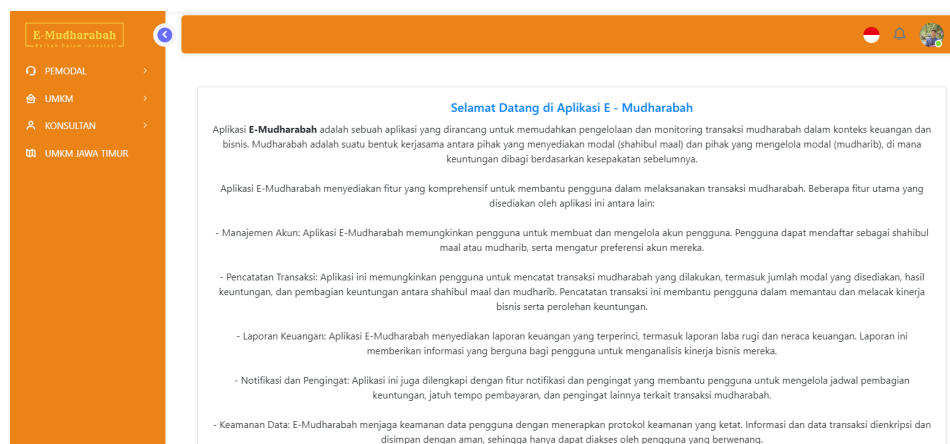 E-Mudharabah
PEMODAL
UMKM
KONSULTAN
UMKM JAWA TIMUR
Selamat Datang di Aplikasi E - Mudharabah
Aplikasi E-Mudharabah adalah sebuah aplikasi yang dirancang untuk memudahkan pengelolaan dan monitoring transaksi mudharabah dalam konteks keuangan dan
bisnis. Mudharabah adalah suatu bentuk kerjasama antara pihak yang menyediakan modal (shahibul maal) dan pihak yang mengelola modal (mudharib), di mana
keuntungan dibagi berdasarkan kesepakatan sebelumnya.
Aplikasi E-Mudharabah menyediakan fitur yang komprehensif untuk membantu pengguna dalam melaksanakan transaksi mudharabah. Beberapa fitur utama yang
disediakan oleh aplikasi ini antara lain:
- Manajemen Akun: Aplikasi E-Mudharabah memungkinkan pengguna untuk membuat dan mengelola akun pengguna. Pengguna dapat mendaftar sebagai shahibul
maal atau mudharib, serta mengatur preferensi akun mereka.
- Pencatatan Transaksi: Aplikasi ini memungkinkan pengguna untuk mencatat transaksi mudharabah yang dilakukan, termasuk jumlah modal yang disediakan, hasil
keuntungan, dan pembagian keuntungan antara shahibul maal dan mudharib. Pencatatan transaksi ini membantu pengguna dalam memantau dan melacak kinerja
bisnis serta perolehan keuntungan.
- Laporan Keuangan: Aplikasi E-Mudharabah menyediakan laporan keuangan yang terperinci, termasuk laporan laba rugi dan neraca keuangan. Laporan ini
memberikan informasi yang berguna bagi pengguna untuk menganalisis kinerja bisnis mereka.
- Notifikasi dan Pengingat: Aplikasi ini juga dilengkapi dengan fitur notifikasi dan pengingat yang membantu pengguna untuk mengelola jadwal pembagian
keuntungan, jatuh tempo pembayaran, dan pengingat lainnya terkait transaksi mudharabah.
- Keamanan Data: E-Mudharabah menjaga keamanan data pengguna dengan menerapkan protokol keamanan yang ketat. Informasi dan data transaksi dienkripsi dan
disimpan dengan aman, sehingga hanya dapat diakses oleh pengguna yang berwenang.